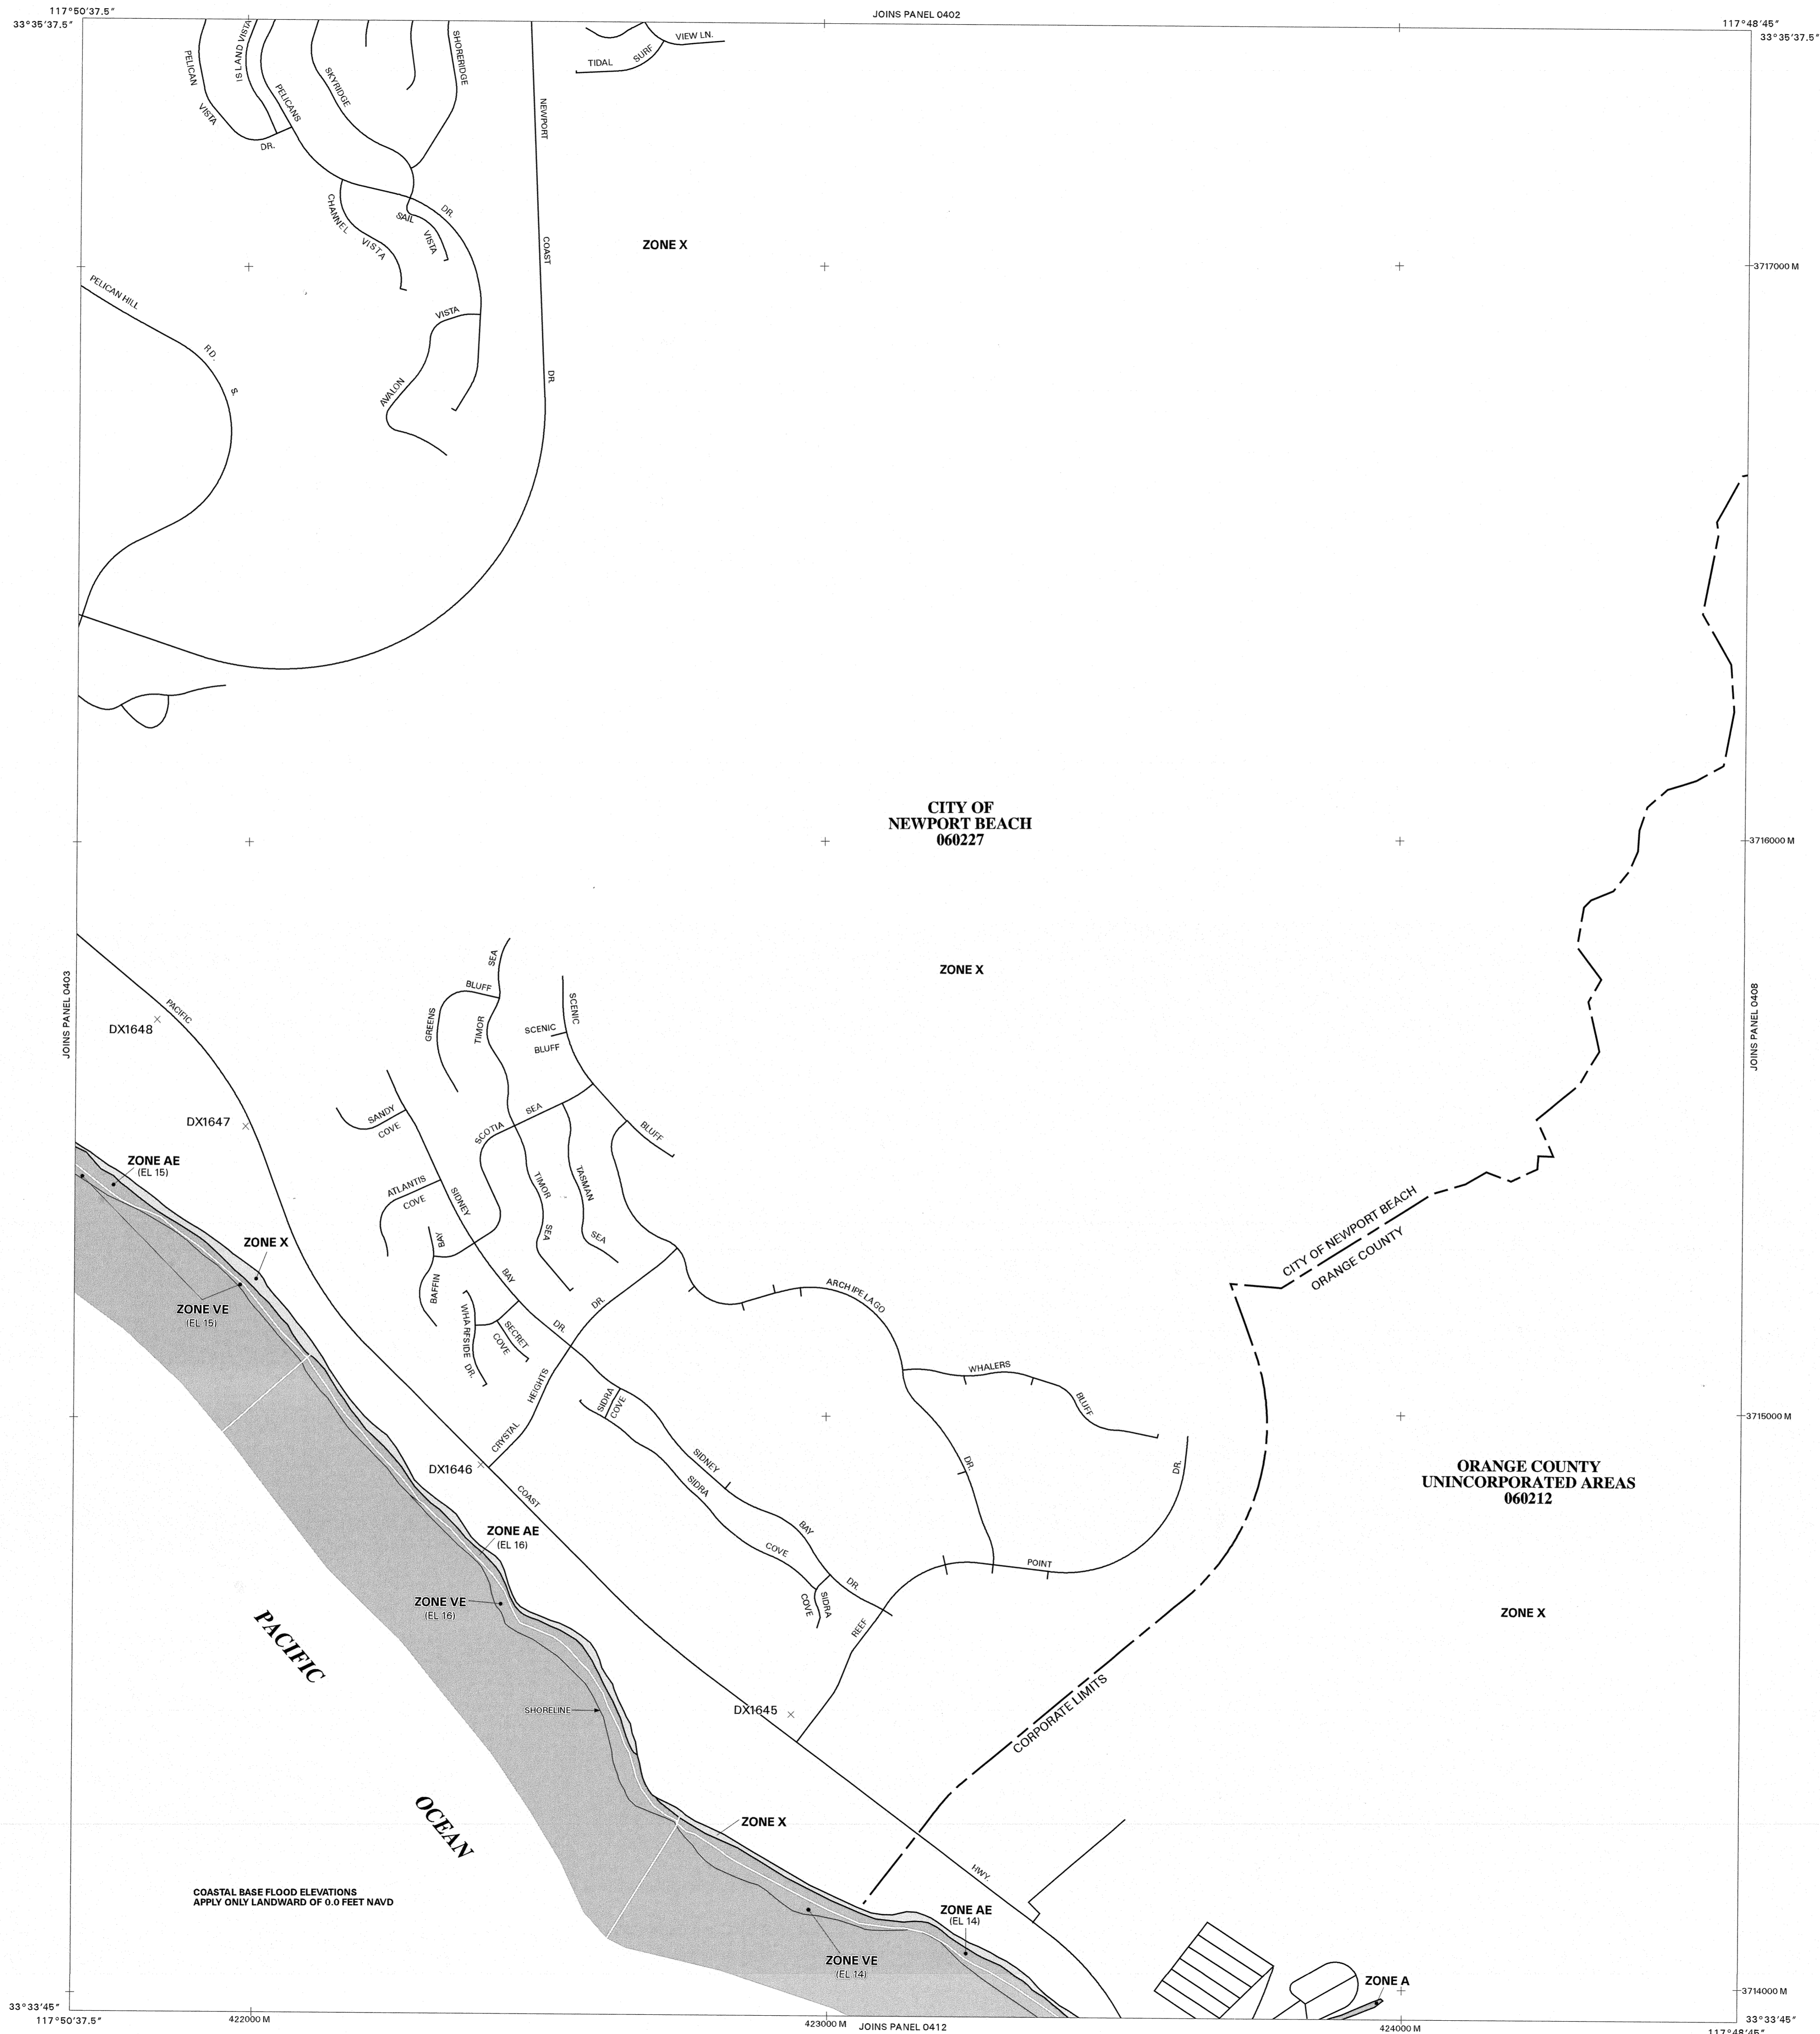 117°50'37.5"
33°35'37.5"
JOINS PANEL 0402
117°48'45"
33°35'37.5"
PELICAN
VISTA
DR.
ISLAND VISTA
PELICANS
SKYRIDGE
SHORERIDGE
TIDAL
SURF
VIEW LN.
NEWPORT
COAST
DR.
CHANNEL
VISTA
SAIL
VISTA
DR.
ZONE X
3717000 M
PELICAN HILL
RD.
S.
VISTA
AVALON
CITY OF
NEWPORT BEACH
060227
3716000 M
JOINS PANEL 0403
JOINS PANEL 0408
ZONE X
PACIFIC
DX1648
DX1647
SEA
BLUFF
GREENS
TIMOR
SCENIC
SCENIC
BLUFF
SANDY
COVE
SCOTIA
SEA
BLUFF
ZONE AE
(EL 15)
ATLANTIS
COVE
SIDNEY
TIMOR
SEA
TASMAN
SEA
ZONE X
BAY
BAFFIN
BAY
ZONE VE
(EL 15)
WHARFSIDE
DR.
SECRET
COVE
DR.
DR.
HEIGHTS
CRYSTAL
ARCHIPELAGO
DR.
CITY OF NEWPORT BEACH
ORANGE COUNTY
WHALERS
BLUFF
SIDRA
COVE
3715000 M
DX1646
COAST
SIDNEY
BAY
DR.
SIDRA
COVE
SIDRA
COVE
DR.
POINT
REEF
ORANGE COUNTY
UNINCORPORATED AREAS
060212
ZONE AE
(EL 16)
ZONE VE
(EL 16)
ZONE X
PACIFIC
OCEAN
SHORELINE
DX1645
CORPORATE LIMITS
ZONE X
HWY.
COASTAL BASE FLOOD ELEVATIONS
APPLY ONLY LANDWARD OF 0.0 FEET NAVD
ZONE AE
(EL 14)
ZONE VE
(EL 14)
ZONE A
3714000 M
33°33'45"
117°50'37.5"
422000 M
423000 M
JOINS PANEL 0412
424000 M
33°33'45"
117°48'45"